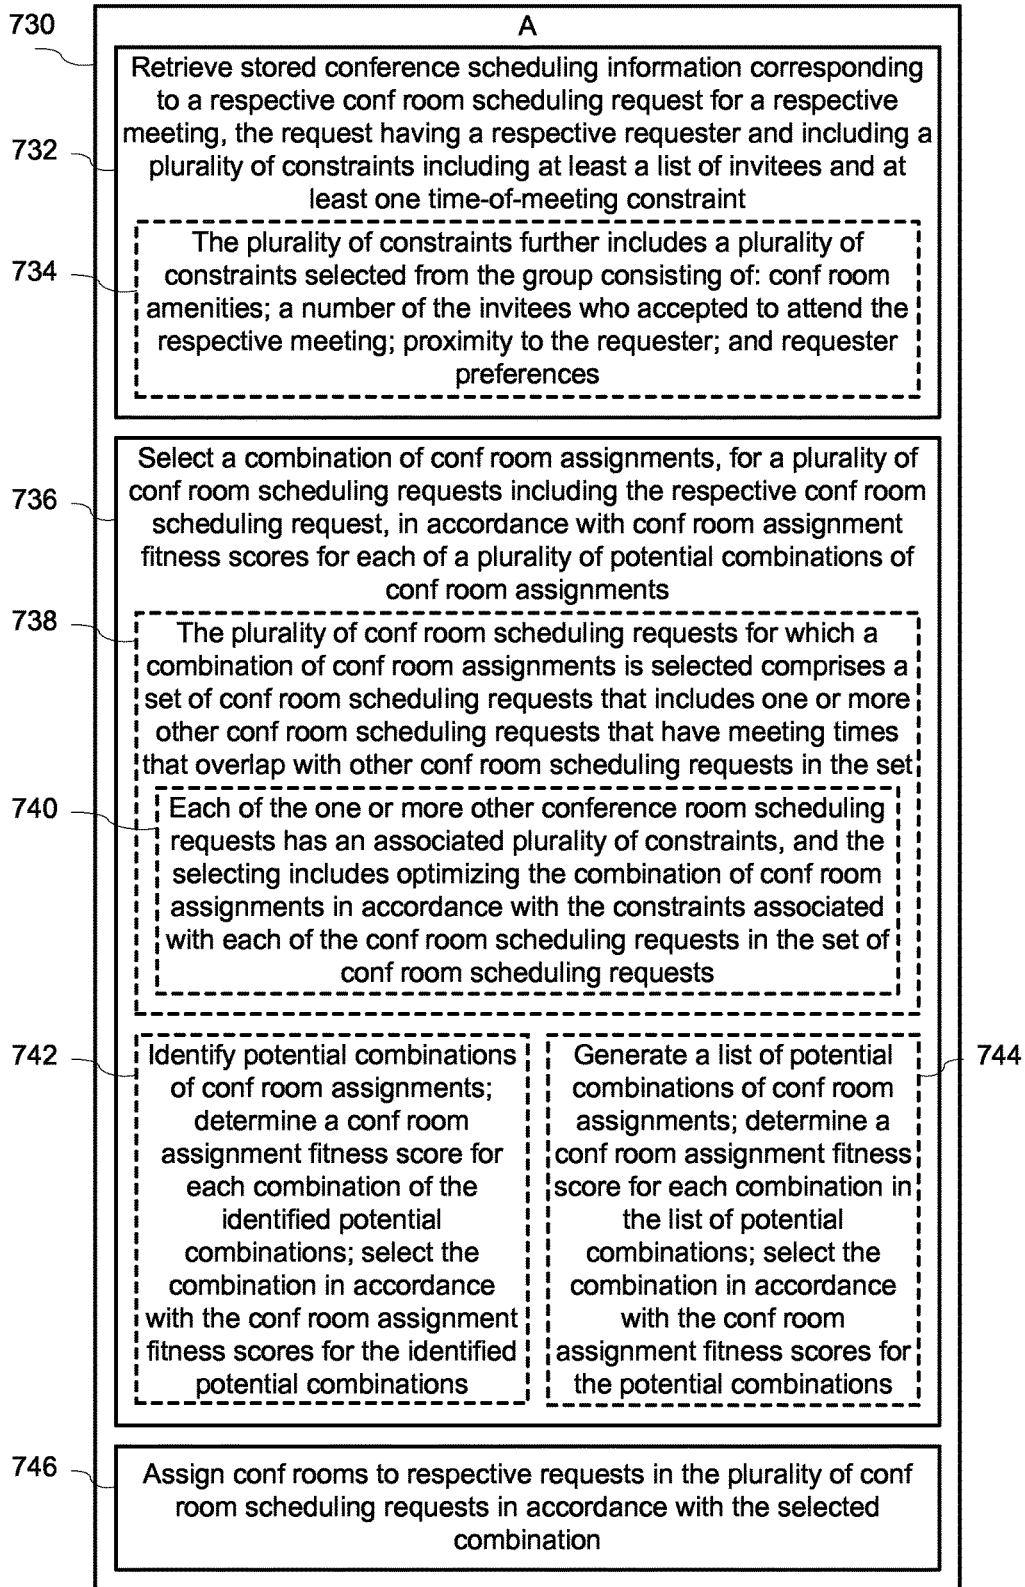 730
A
732
Retrieve stored conference scheduling information corresponding
to a respective conf room scheduling request for a respective
meeting, the request having a respective requester and including a
plurality of constraints including at least a list of invitees and at
least one time-of-meeting constraint
734
The plurality of constraints further includes a plurality of
constraints selected from the group consisting of: conf room
amenities; a number of the invitees who accepted to attend the
respective meeting; proximity to the requester; and requester
preferences
736
Select a combination of conf room assignments, for a plurality of
conf room scheduling requests including the respective conf room
scheduling request, in accordance with conf room assignment
fitness scores for each of a plurality of potential combinations of
conf room assignments
738
The plurality of conf room scheduling requests for which a
combination of conf room assignments is selected comprises a
set of conf room scheduling requests that includes one or more
other conf room scheduling requests that have meeting times
that overlap with other conf room scheduling requests in the set
740
Each of the one or more other conference room scheduling
requests has an associated plurality of constraints, and the
selecting includes optimizing the combination of conf room
assignments in accordance with the constraints associated
with each of the conf room scheduling requests in the set of
conf room scheduling requests
742
Identify potential combinations
of conf room assignments;
determine a conf room
assignment fitness score for
each combination of the
identified potential
combinations; select the
combination in accordance
with the conf room assignment
fitness scores for the identified
potential combinations
744
Generate a list of potential
combinations of conf room
assignments; determine a
conf room assignment fitness
score for each combination in
the list of potential
combinations; select the
combination in accordance
with the conf room
assignment fitness scores for
the potential combinations
746
Assign conf rooms to respective requests in the plurality of conf
room scheduling requests in accordance with the selected
combination